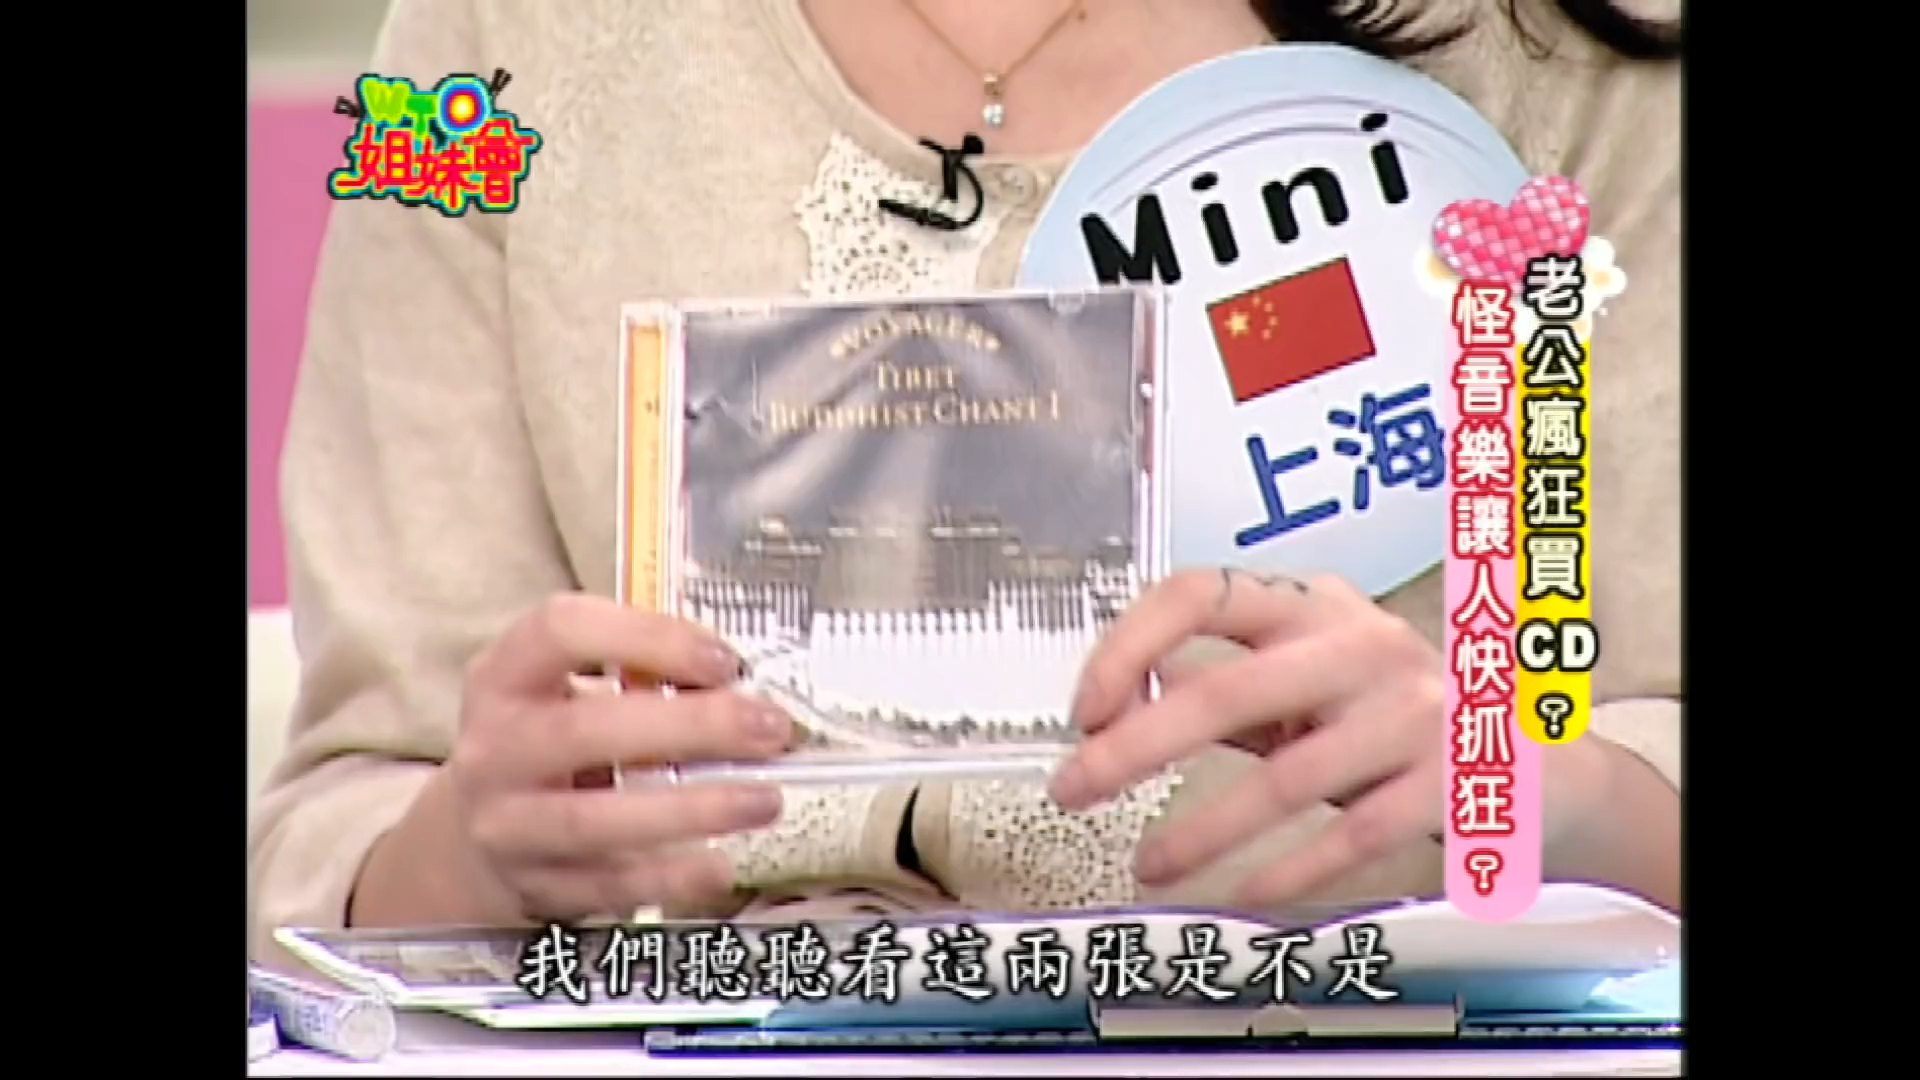 WTO
姐妹會
Mini
上海
VOYAGER
TIBET
BUDDHIST CHANT I
老公瘋狂買CD？
怪音樂讓人快抓狂？
我們聽聽看這兩張是不是